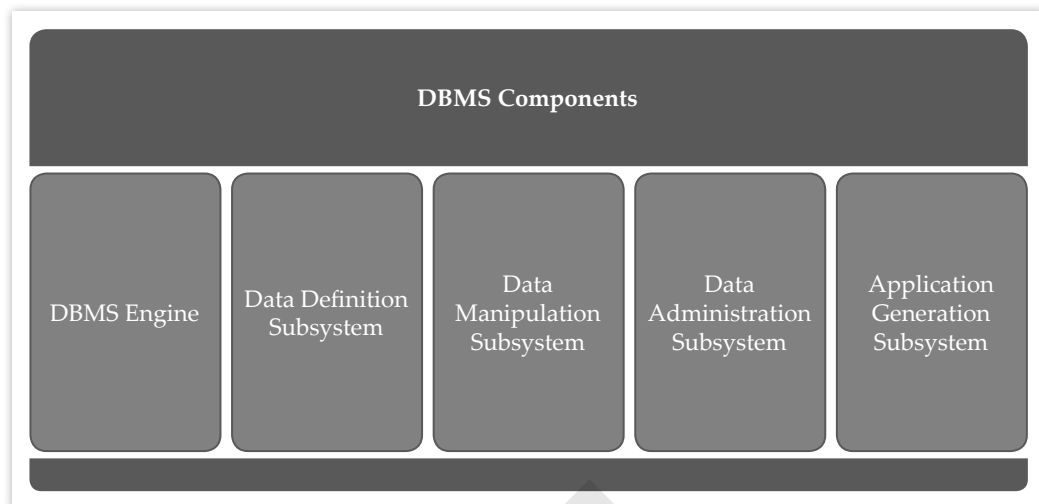 DBMS Components
DBMS Engine
Data Definition
Subsystem
Data
Manipulation
Subsystem
Data
Administration
Subsystem
Application
Generation
Subsystem